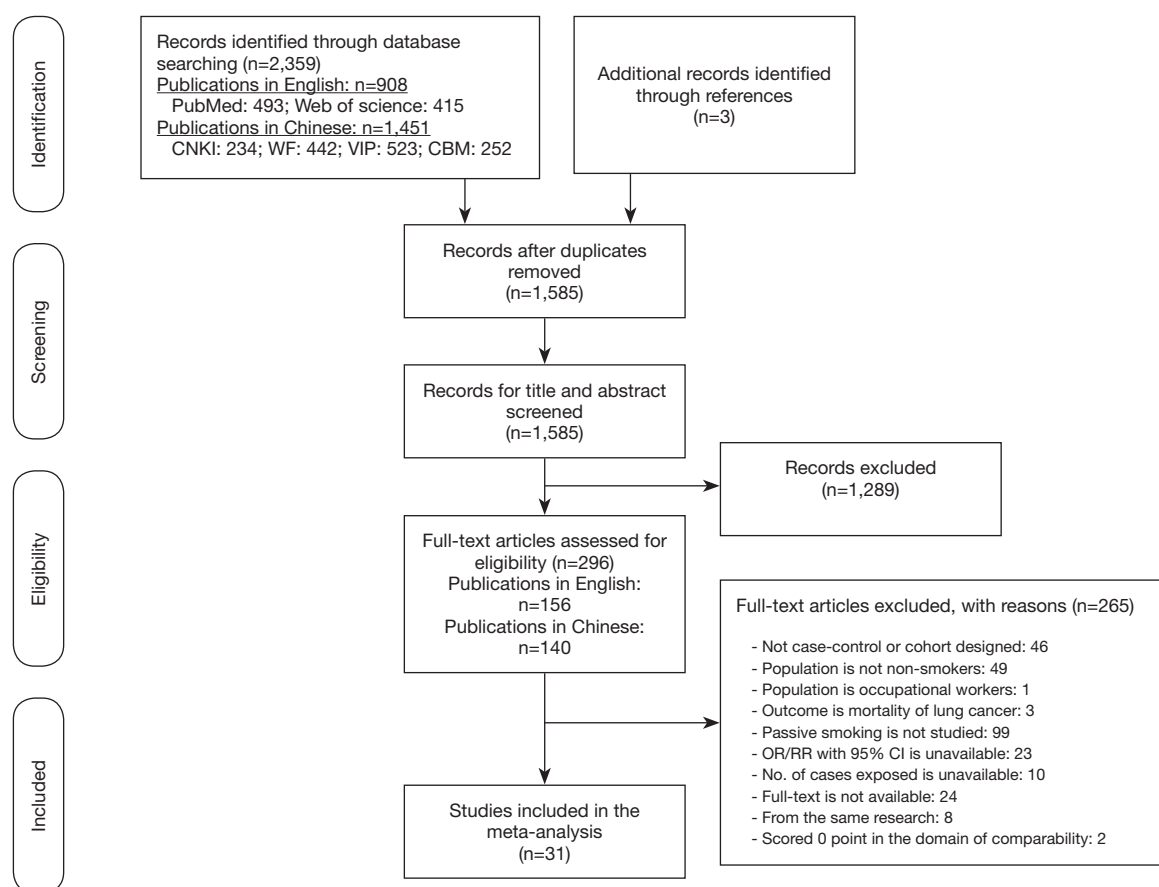 Identification
Records identified through database
searching (n=2,359)
Publications in English: n=908
PubMed: 493; Web of science: 415
Publications in Chinese: n=1,451
CNKI: 234; WF: 442; VIP: 523; CBM: 252
Additional records identified
through references
(n=3)
Screening
Records after duplicates
removed
(n=1,585)
Records for title and abstract
screened
(n=1,585)
Records excluded
(n=1,289)
Eligibility
Full-text articles assessed for
eligibility (n=296)
Publications in English:
n=156
Publications in Chinese:
n=140
Full-text articles excluded, with reasons (n=265)
- Not case-control or cohort designed: 46
- Population is not non-smokers: 49
- Population is occupational workers: 1
- Outcome is mortality of lung cancer: 3
- Passive smoking is not studied: 99
- OR/RR with 95% CI is unavailable: 23
- No. of cases exposed is unavailable: 10
- Full-text is not available: 24
- From the same research: 8
- Scored 0 point in the domain of comparability: 2
Included
Studies included in the
meta-analysis
(n=31)